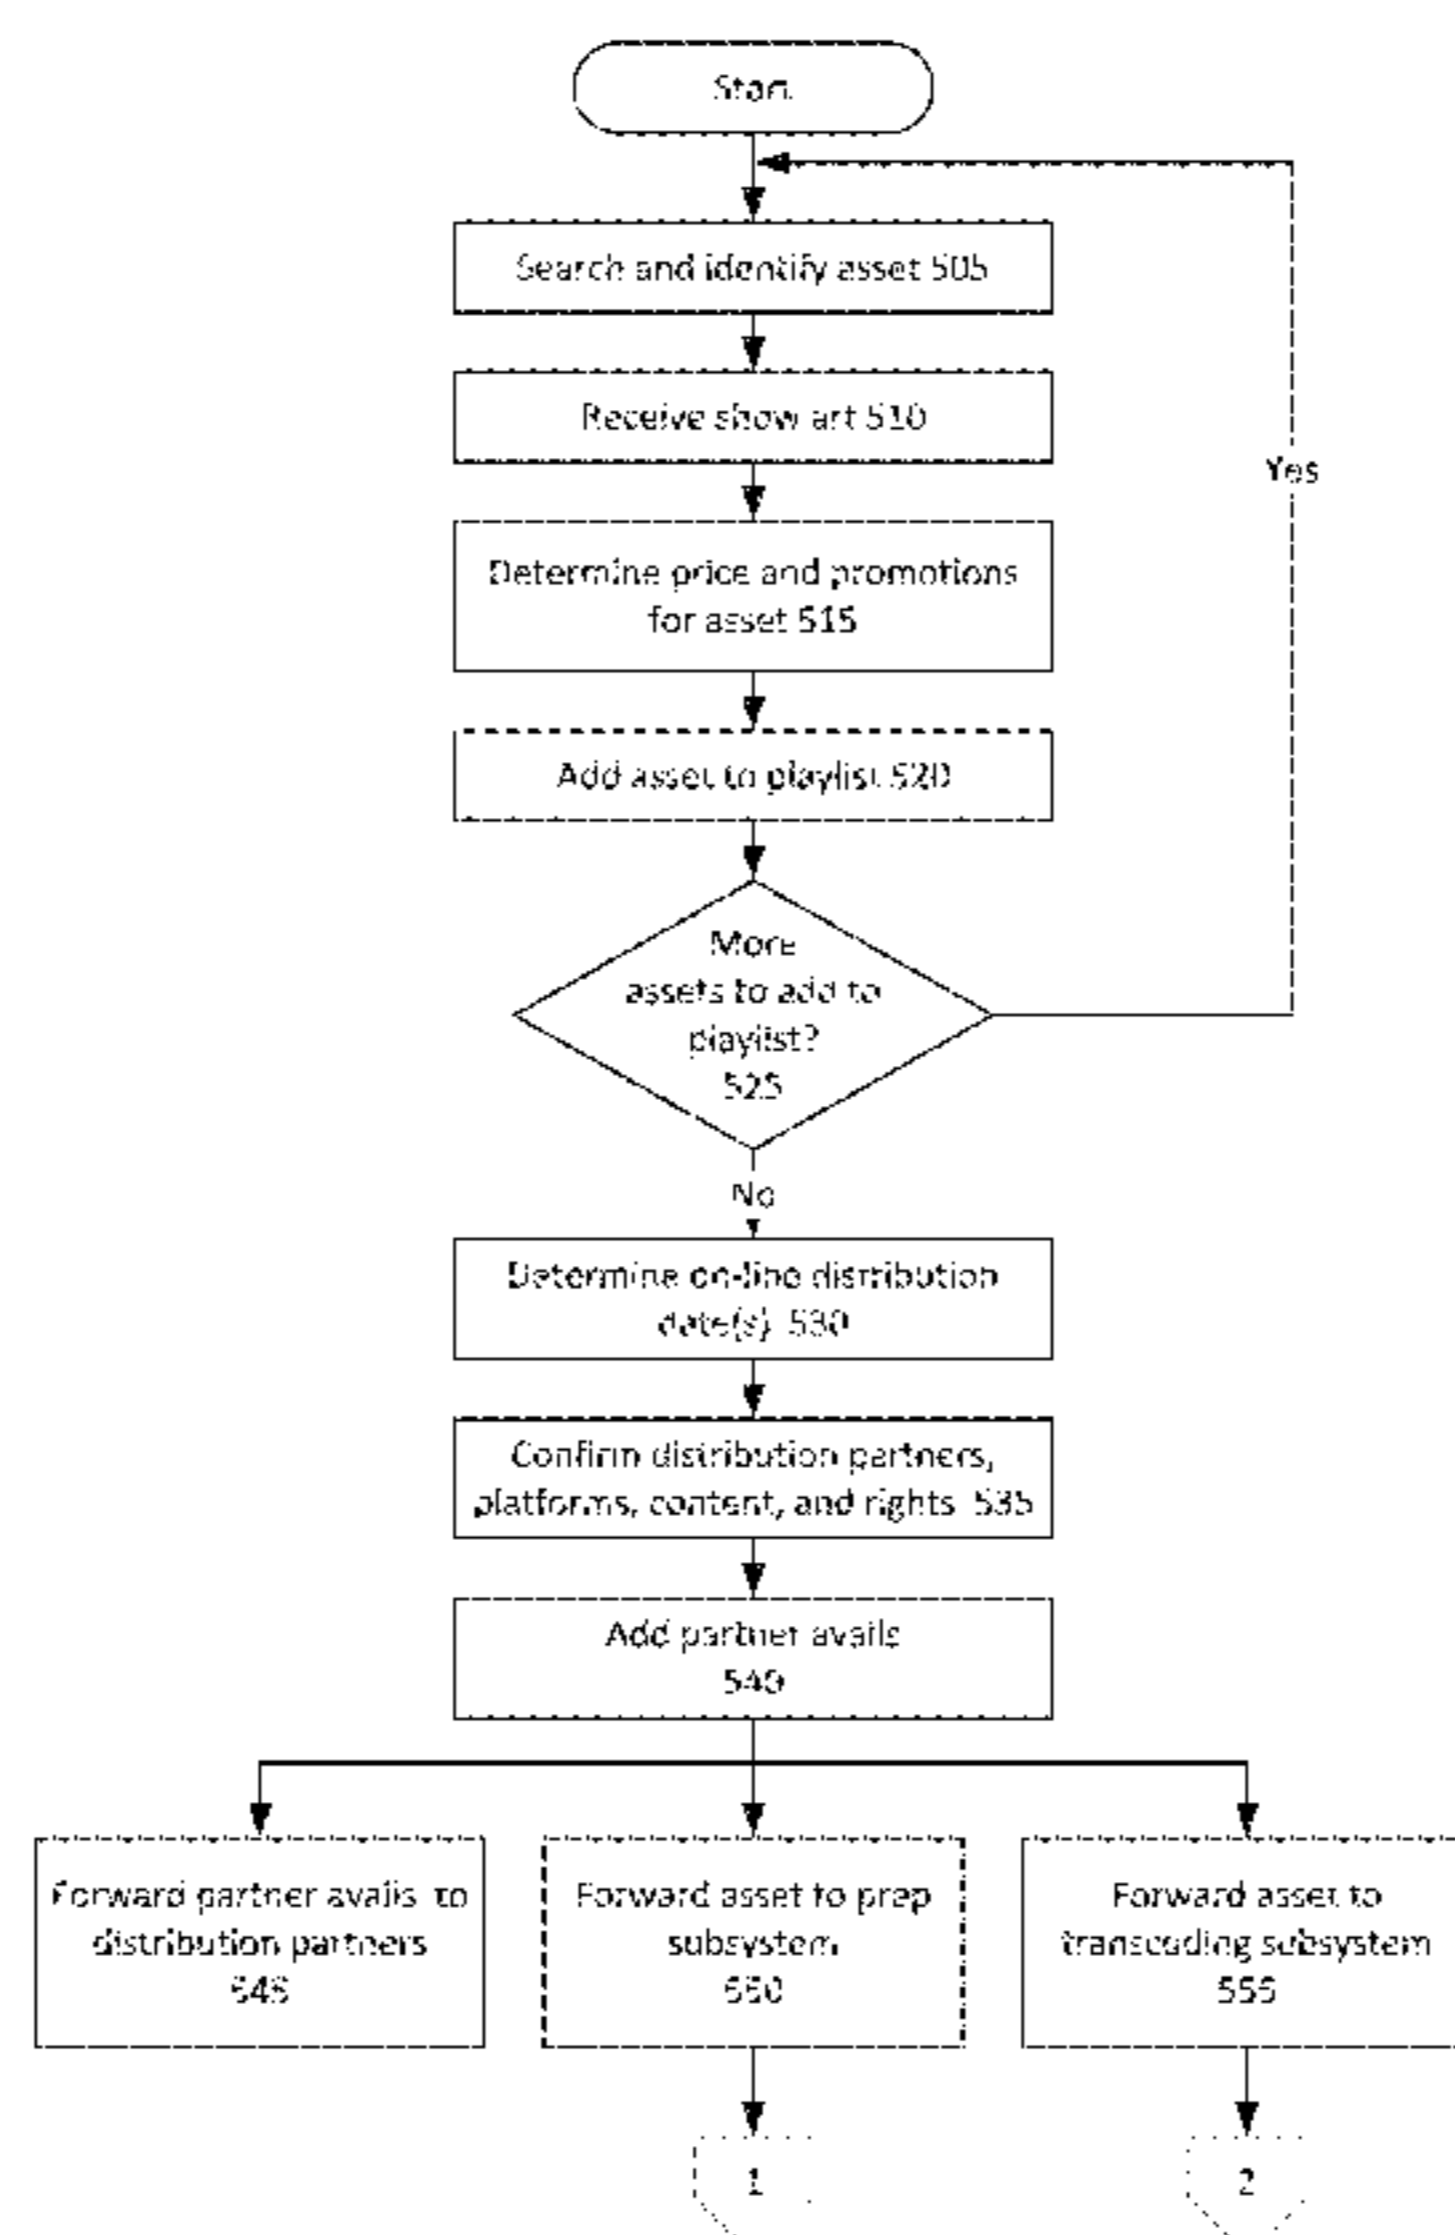 Start
Search and identify asset 505
Receive show art 510
Determine price and promotions
for asset 515
Add asset to playlist 520
More
assets to add to
playlist?
525
Yes
No
Determine on-line distribution
date(s) 530
Confirm distribution partners,
platforms, content, and rights 535
Add partner avails
540
Forward partner avails to
distribution partners
545
Forward asset to prep
subsystem
550
Forward asset to
transcoding subsystem
555
1
2